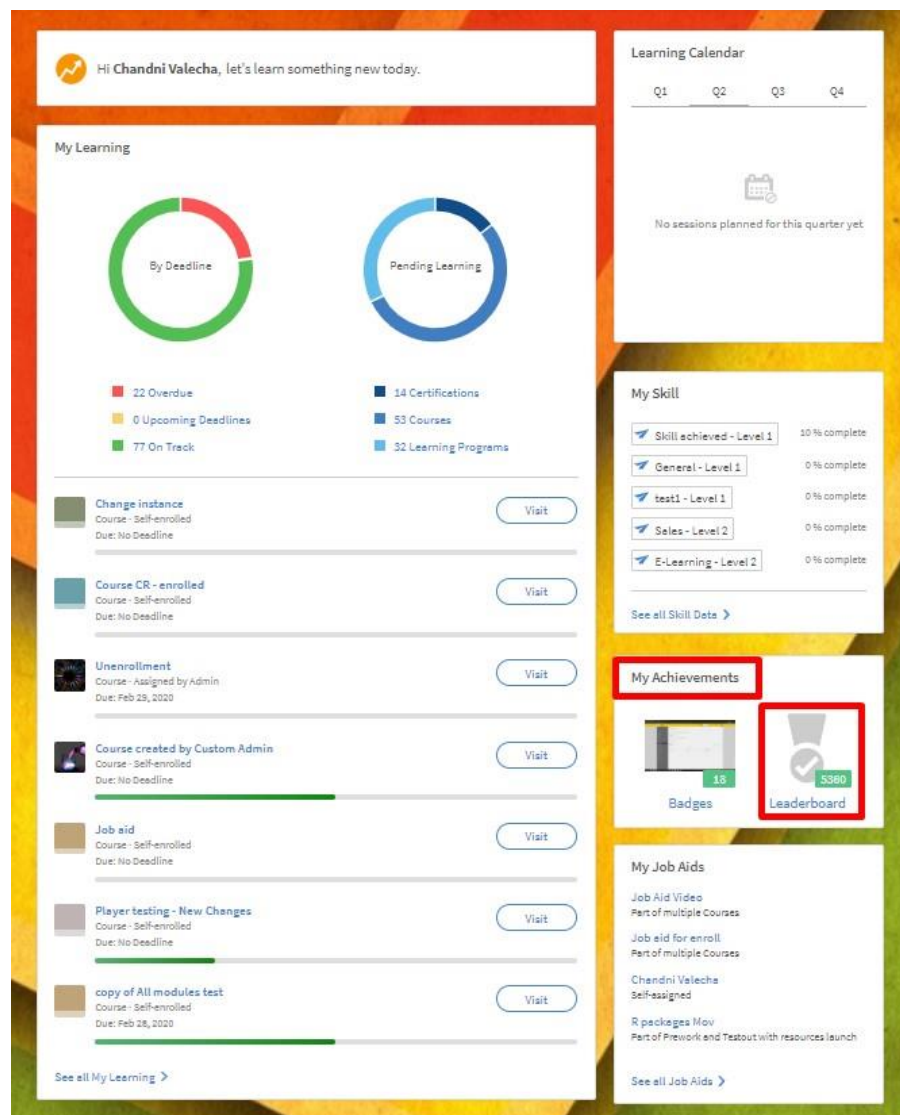 Hi Chandni Valecha, let's learn something new today.
My Learning
By Deadline
Pending Learning
22 Overdue
0 Upcoming Deadlines
77 On Track
14 Certifications
53 Courses
32 Learning Programs
Change instance
Course - Self-enrolled
Due: No Deadline
Visit
Course CR - enrolled
Course - Self-enrolled
Due: No Deadline
Visit
Unenrollment
Course - Assigned by Admin
Due: Feb 29, 2020
Visit
Course created by Custom Admin
Course - Self-enrolled
Due: No Deadline
Visit
Job aid
Course - Self-enrolled
Due: No Deadline
Visit
Player testing - New Changes
Course - Self-enrolled
Due: No Deadline
Visit
copy of All modules test
Course - Self-enrolled
Due: Feb 28, 2020
Visit
See all My Learning
Learning Calendar
Q1 Q2 Q3 Q4
No sessions planned for this quarter yet
My Skill
Skill achieved - Level 1 10 % complete
General - Level 1 0 % complete
test1 - Level 1 0 % complete
Sales - Level 2 0 % complete
E-Learning - Level 2 0 % complete
See all Skill Data
My Achievements
18
Badges
5360
Leaderboard
My Job Aids
Job Aid Video
Part of multiple Courses
Job aid for enroll
Part of multiple Courses
Chandni Valecha
Self-assigned
R packages Mov
Part of Prework and Testout with resources launch
See all Job Aids